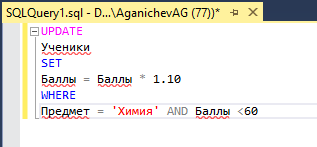 SQLQuery1.sql - D...\AganichevAG (77))*
UPDATE
Ученики
SET
Баллы = Баллы * 1.10
WHERE
Предмет = 'Химия' AND Баллы <60